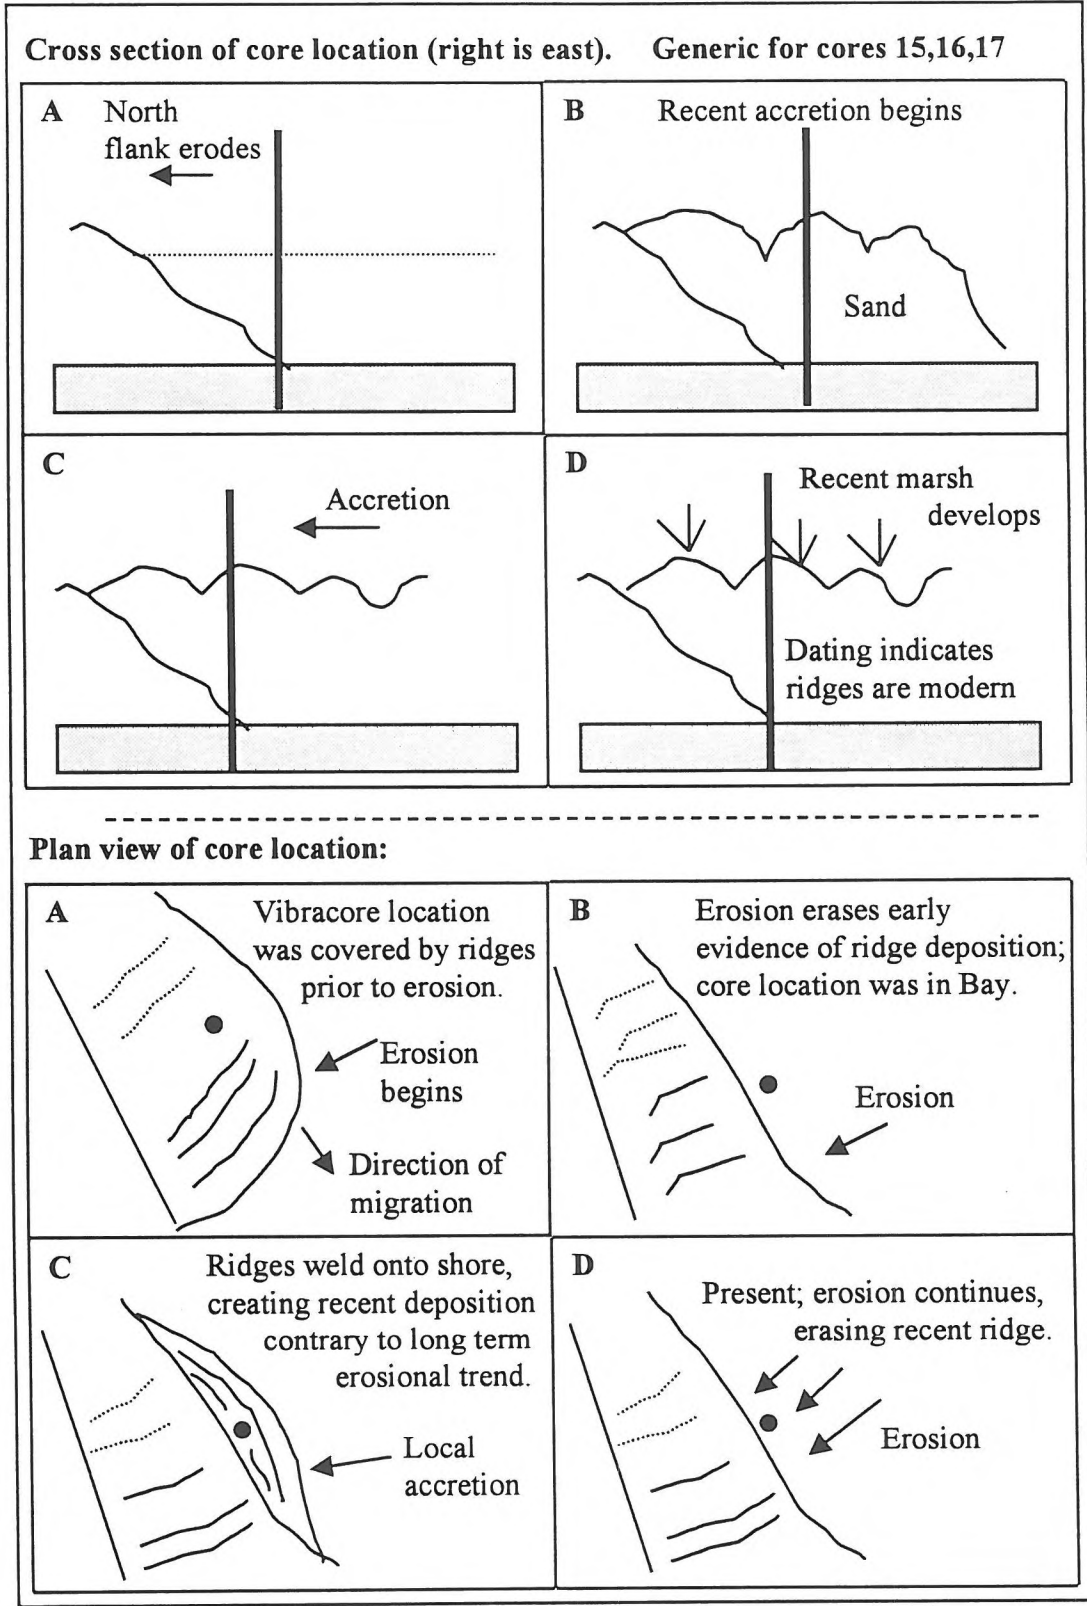 Cross section of core location (right is east). Generic for cores 15,16,17
A North
flank erodes
B Recent accretion begins
Sand
C
Accretion
D Recent marsh
develops
Dating indicates
ridges are modern
Plan view of core location:
A Vibracore location
was covered by ridges
prior to erosion.
Erosion
begins
Direction of
migration
B Erosion erases early
evidence of ridge deposition;
core location was in Bay.
Erosion
C Ridges weld onto shore,
creating recent deposition
contrary to long term
erosional trend.
Local
accretion
D
Present; erosion continues,
erasing recent ridge.
Erosion